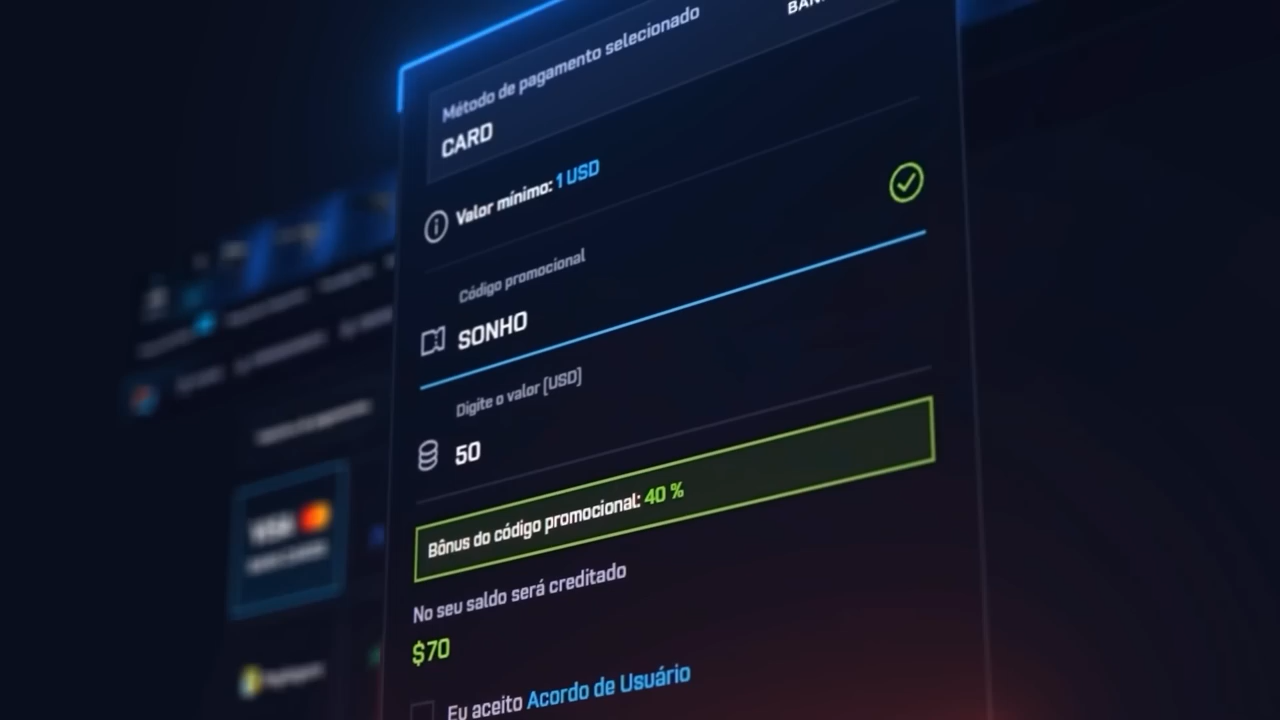 Método de pagamento selecionado
CARD
Valor mínimo: 1 USD
Código promocional
SONHO
Digite o valor [USD]
50
Bônus do código promocional: 40 %
No seu saldo será creditado
$70
Eu aceito Acordo de Usuário
VISA